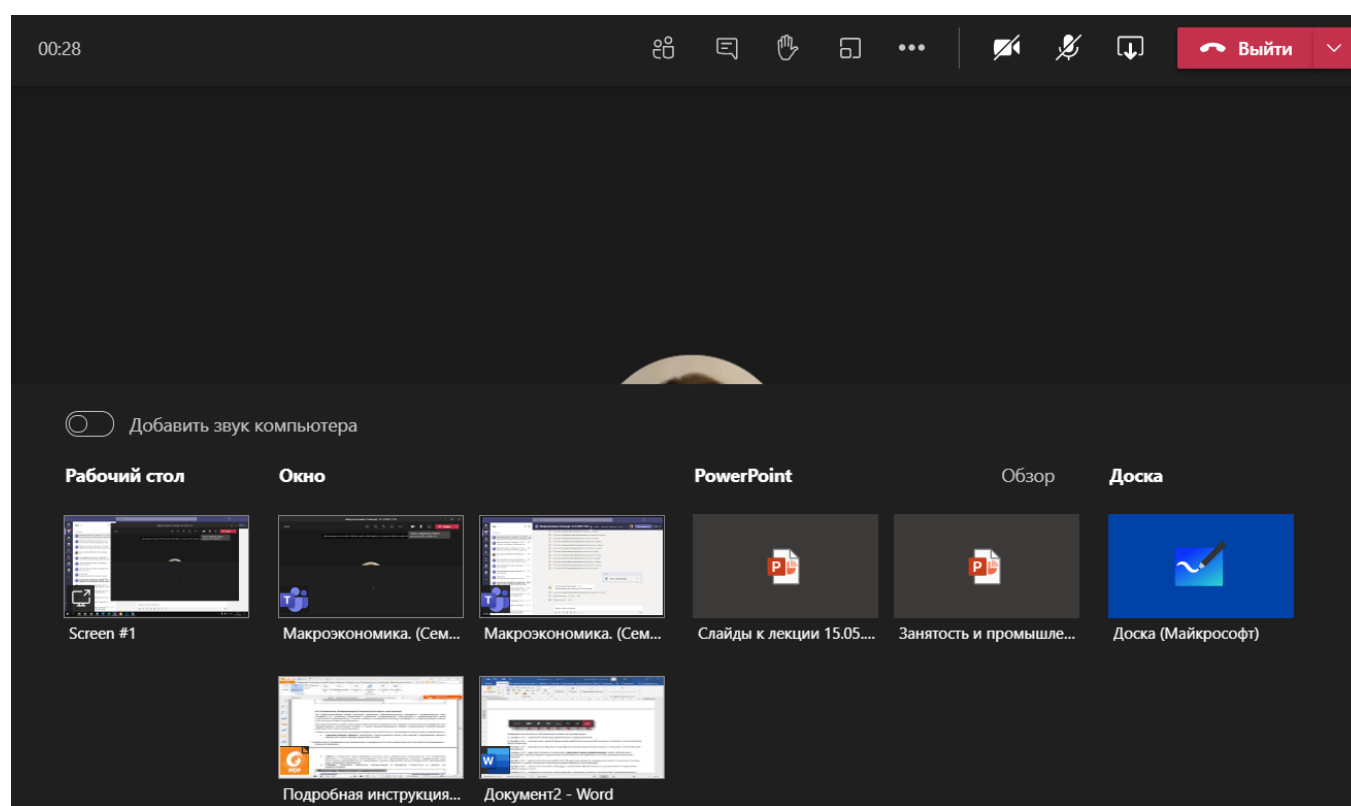 00:28
Выйти
Добавить звук компьютера
Рабочий стол Окно PowerPoint Обзор Доска
Screen #1 Макроэкономика. (Сем... Макроэкономика. (Сем... Слайды к лекции 15.05.... Занятость и промышле... Доска (Майкрософт)
Подробная инструкция... Документ2 - Word